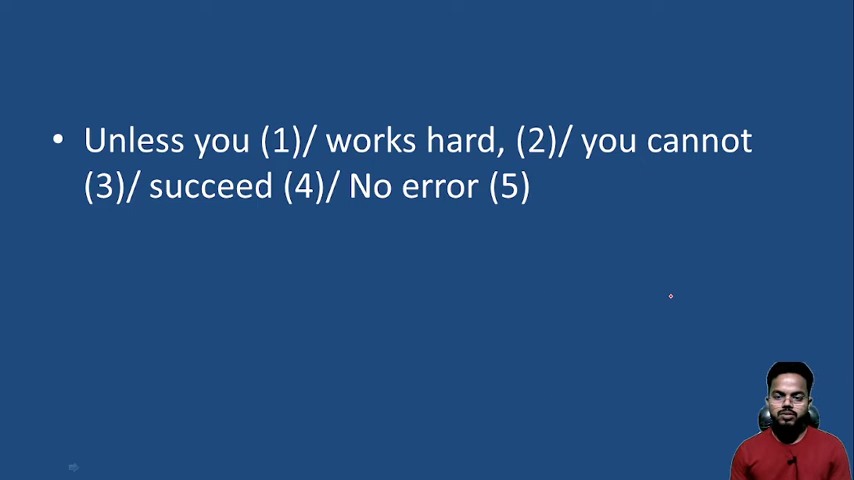 • Unless you (1)/ works hard, (2)/ you cannot
(3)/ succeed (4)/ No error (5)